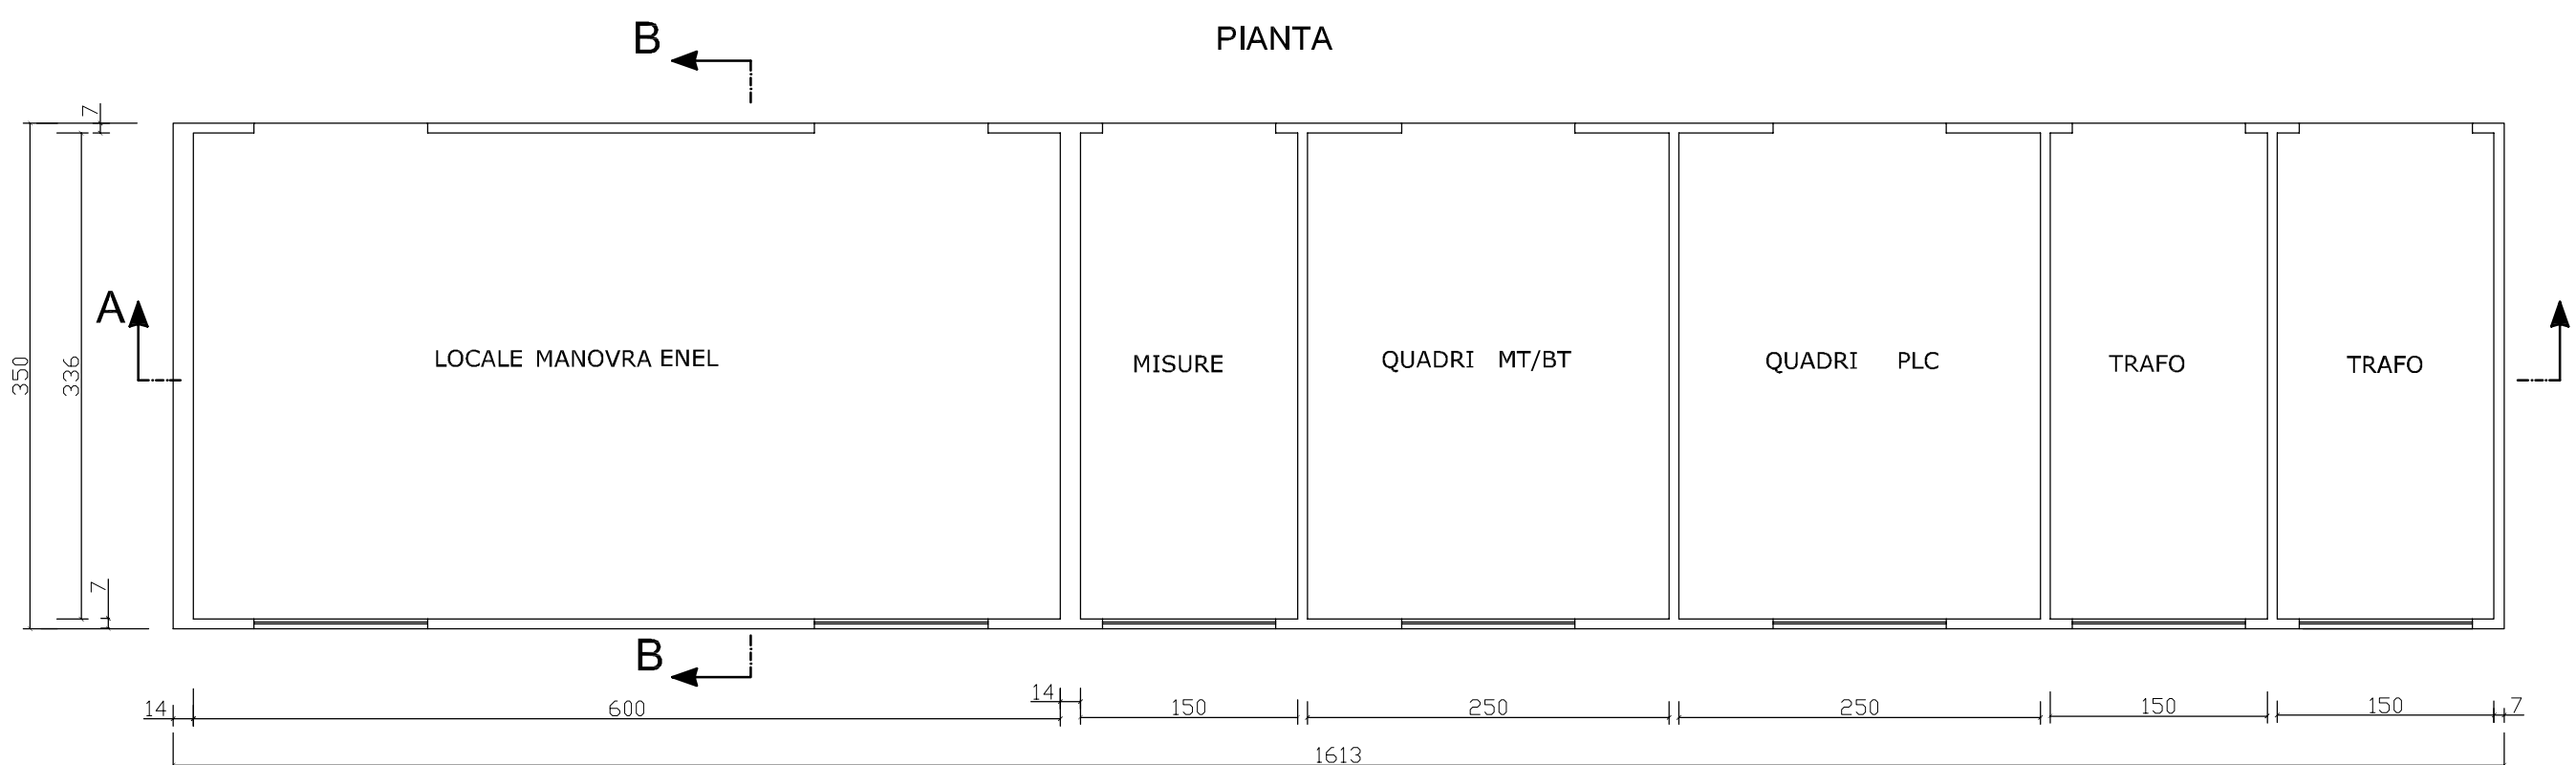 B
PIANTA
7
350
336
A
LOCALE MANOVRA ENEL
MISURE
QUADRI MT/BT
QUADRI PLC
TRAFO
TRAFO
7
B
14
600
14
150
250
250
150
150
7
1613